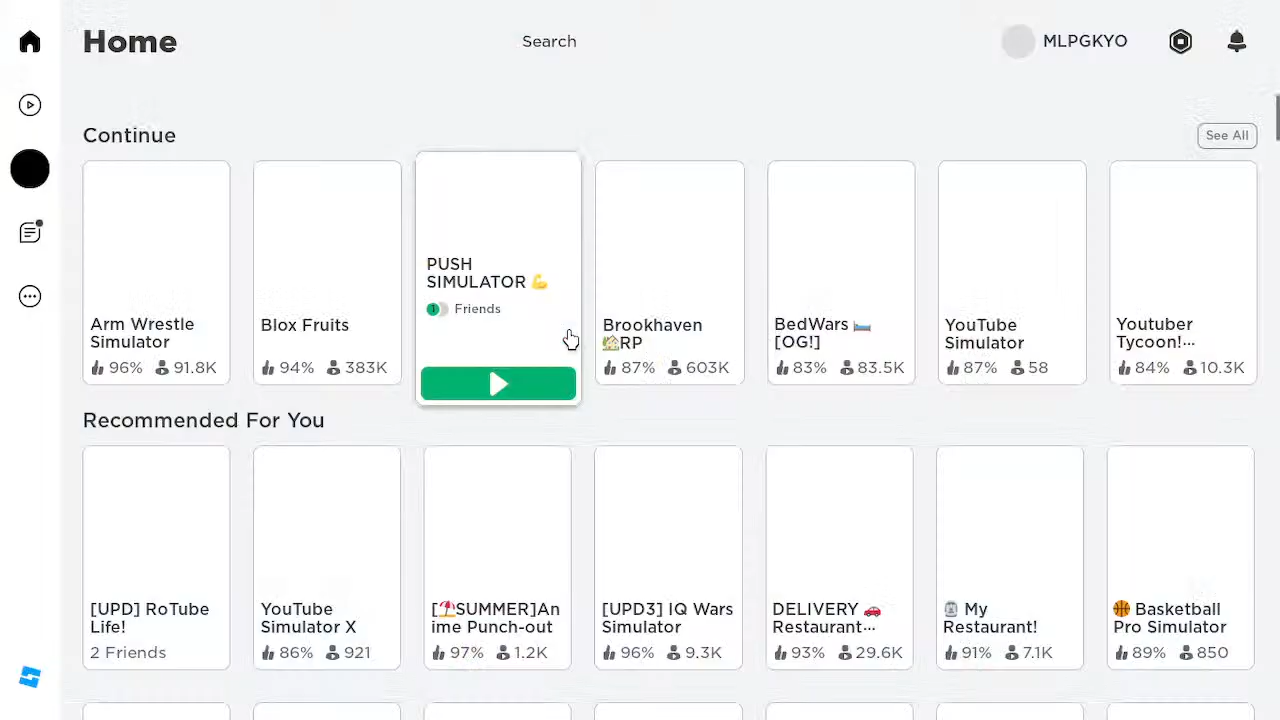 Home
Search
MLPGKYO
Continue
See All
Arm Wrestle
Simulator
96% 91.8K
Blox Fruits
94% 383K
PUSH
SIMULATOR 💪
1 Friends
Brookhaven
🏡RP
87% 603K
BedWars 🛏️
[OG!]
83% 83.5K
YouTube
Simulator
87% 58
Youtuber
Tycoon!...
84% 10.3K
Recommended For You
[UPD] RoTube
Life!
2 Friends
YouTube
Simulator X
86% 921
[⛱️SUMMER]An
ime Punch-out
97% 1.2K
[UPD3] IQ Wars
Simulator
96% 9.3K
DELIVERY 🚗
Restaurant...
93% 29.6K
My
Restaurant!
91% 7.1K
🏀 Basketball
Pro Simulator
89% 850